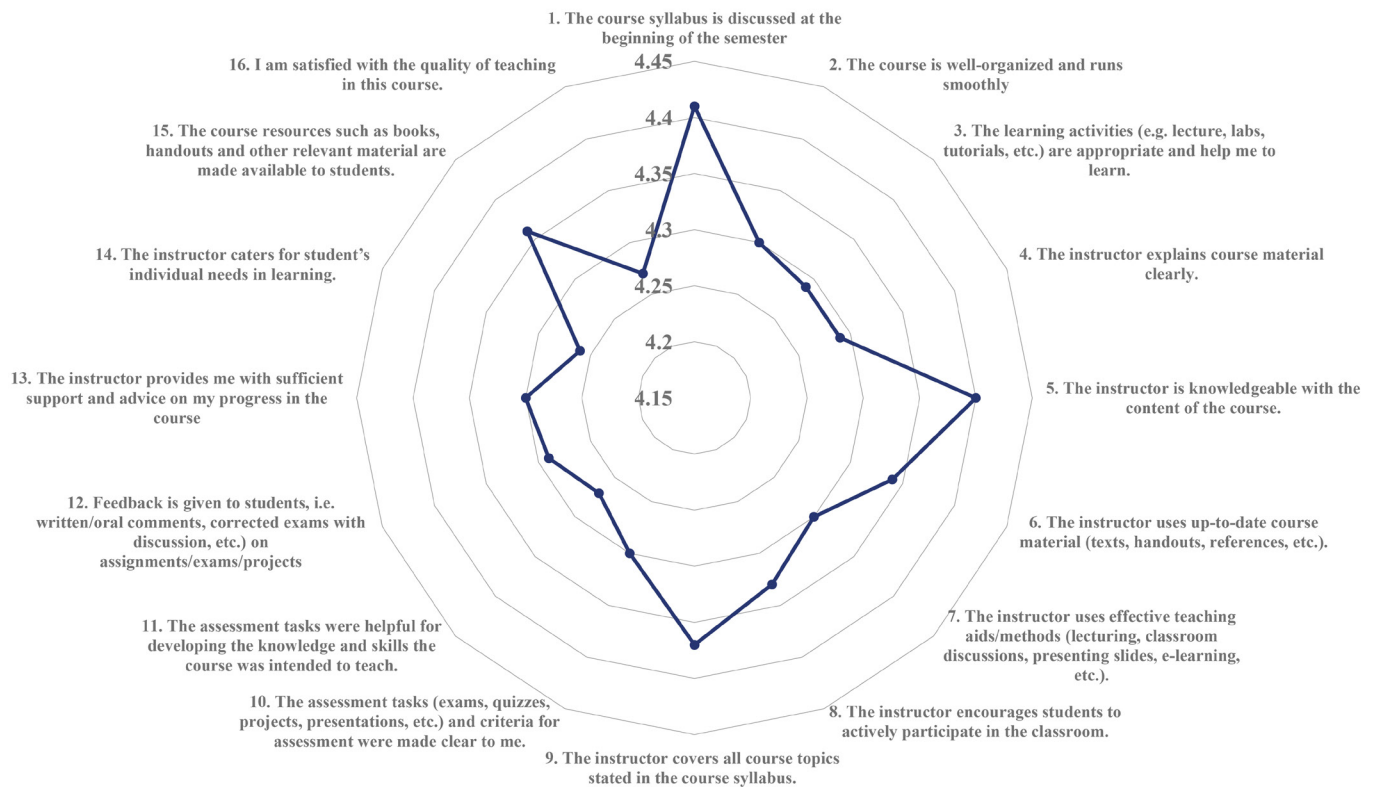 1. The course syllabus is discussed at the
beginning of the semester
4.45
4.4
4.35
4.3
4.25
4.2
4.15
2. The course is well-organized and runs
smoothly
3. The learning activities (e.g. lecture, labs,
tutorials, etc.) are appropriate and help me to
learn.
4. The instructor explains course material
clearly.
5. The instructor is knowledgeable with the
content of the course.
6. The instructor uses up-to-date course
material (texts, handouts, references, etc.).
7. The instructor uses effective teaching
aids/methods (lecturing, classroom
discussions, presenting slides, e-learning,
etc.).
8. The instructor encourages students to
actively participate in the classroom.
9. The instructor covers all course topics
stated in the course syllabus.
10. The assessment tasks (exams, quizzes,
projects, presentations, etc.) and criteria for
assessment were made clear to me.
11. The assessment tasks were helpful for
developing the knowledge and skills the
course was intended to teach.
12. Feedback is given to students, i.e.
written/oral comments, corrected exams with
discussion, etc.) on
assignments/exams/projects
13. The instructor provides me with sufficient
support and advice on my progress in the
course
14. The instructor caters for student’s
individual needs in learning.
15. The course resources such as books,
handouts and other relevant material are
made available to students.
16. I am satisfied with the quality of teaching
in this course.